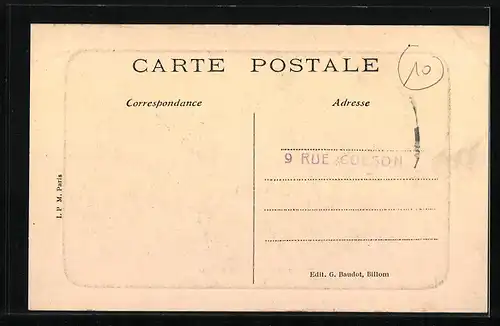 CARTE POSTALE
10
Correspondance
Adresse
9 RUE COLSON
I. P. M. Paris
Edit. G. Baudot, Billom